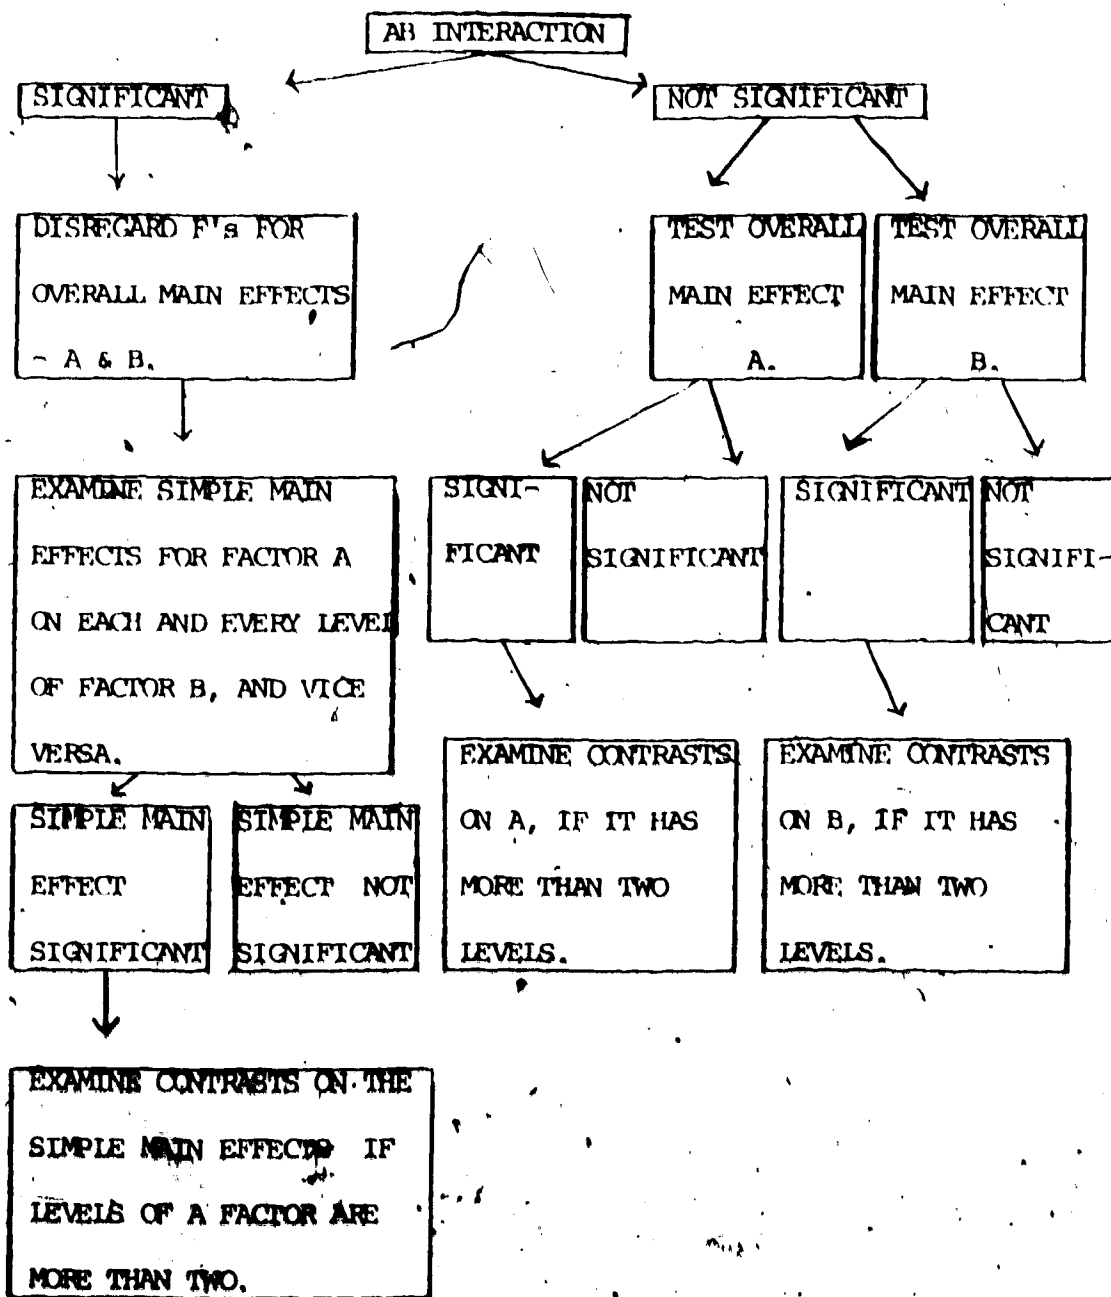 AB INTERACTION
SIGNIFICANT
NOT SIGNIFICANT
DISREGARD F's FOR
OVERALL MAIN EFFECTS
- A & B.
TEST OVERALL
MAIN EFFECT
A.
TEST OVERALL
MAIN EFFECT
B.
EXAMINE SIMPLE MAIN
EFFECTS FOR FACTOR A
ON EACH AND EVERY LEVEL
OF FACTOR B, AND VICE
VERSA.
SIGNI-
FICANT
NOT
SIGNIFICANT
SIGNIFICANT
NOT
SIGNIFI-
CANT
SIMPLE MAIN
EFFECT
SIGNIFICANT
SIMPLE MAIN
EFFECT NOT
SIGNIFICANT
EXAMINE CONTRASTS
ON A, IF IT HAS
MORE THAN TWO
LEVELS.
EXAMINE CONTRASTS
ON B, IF IT HAS
MORE THAN TWO
LEVELS.
EXAMINE CONTRASTS ON THE
SIMPLE MAIN EFFECTS IF
LEVELS OF A FACTOR ARE
MORE THAN TWO.